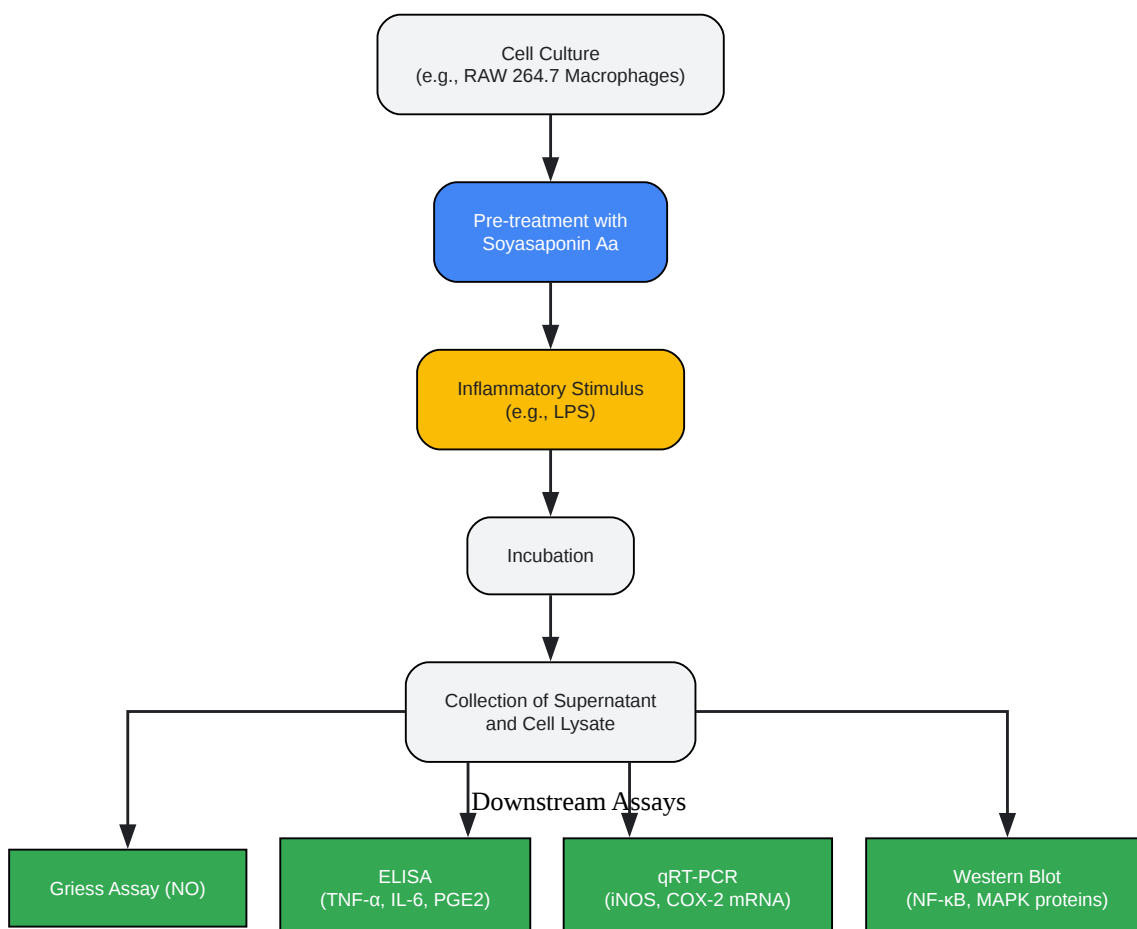 Cell Culture
(e.g., RAW 264.7 Macrophages)
Pre-treatment with
Soyasaponin Aa
Inflammatory Stimulus
(e.g., LPS)
Incubation
Collection of Supernatant
and Cell Lysate
Downstream Assays
Griess Assay (NO)
ELISA
(TNF-α, IL-6, PGE2)
qRT-PCR
(iNOS, COX-2 mRNA)
Western Blot
(NF-κB, MAPK proteins)